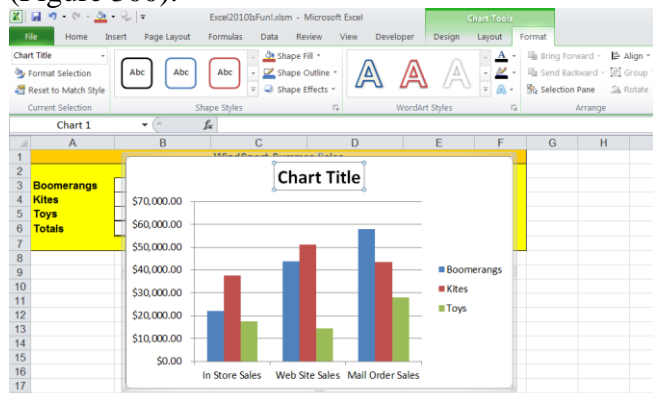 (Figure 300).
Excel2010IsFun!.xlsm - Microsoft Excel
Chart Tools
File Home Insert Page Layout Formulas Data Review View Developer Design Layout Format
Chart Title
Format Selection
Reset to Match Style
Current Selection
Abc Abc Abc
Shape Fill
Shape Outline
Shape Effects
Shape Styles
A A A
A
A
WordArt Styles
Bring Forward Align
Send Backward Group
Selection Pane Rotate
Arrange
Chart 1 fx
A B C D E F G H
1
2
3 Boomerangs
4 Kites
5 Toys
6 Totals
7
8
9
10
11
12
13
14
15
16
17
Chart Title
$70,000.00
$60,000.00
$50,000.00
$40,000.00
$30,000.00
$20,000.00
$10,000.00
$0.00
In Store Sales Web Site Sales Mail Order Sales
Boomerangs
Kites
Toys